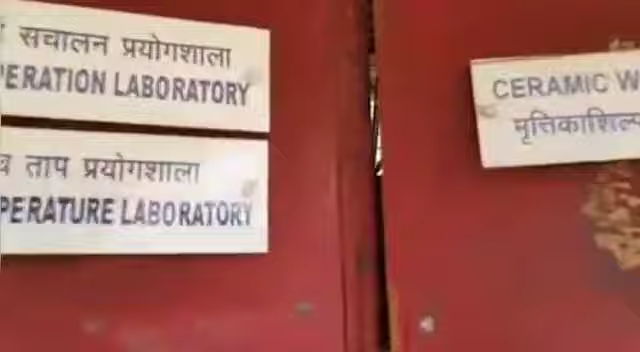 सचालन प्रयोगशाला
ERATION LABORATORY
ताप प्रयोगशाला
PERATURE LABORATORY
CERAMIC W
मृत्तिकाशिल्प